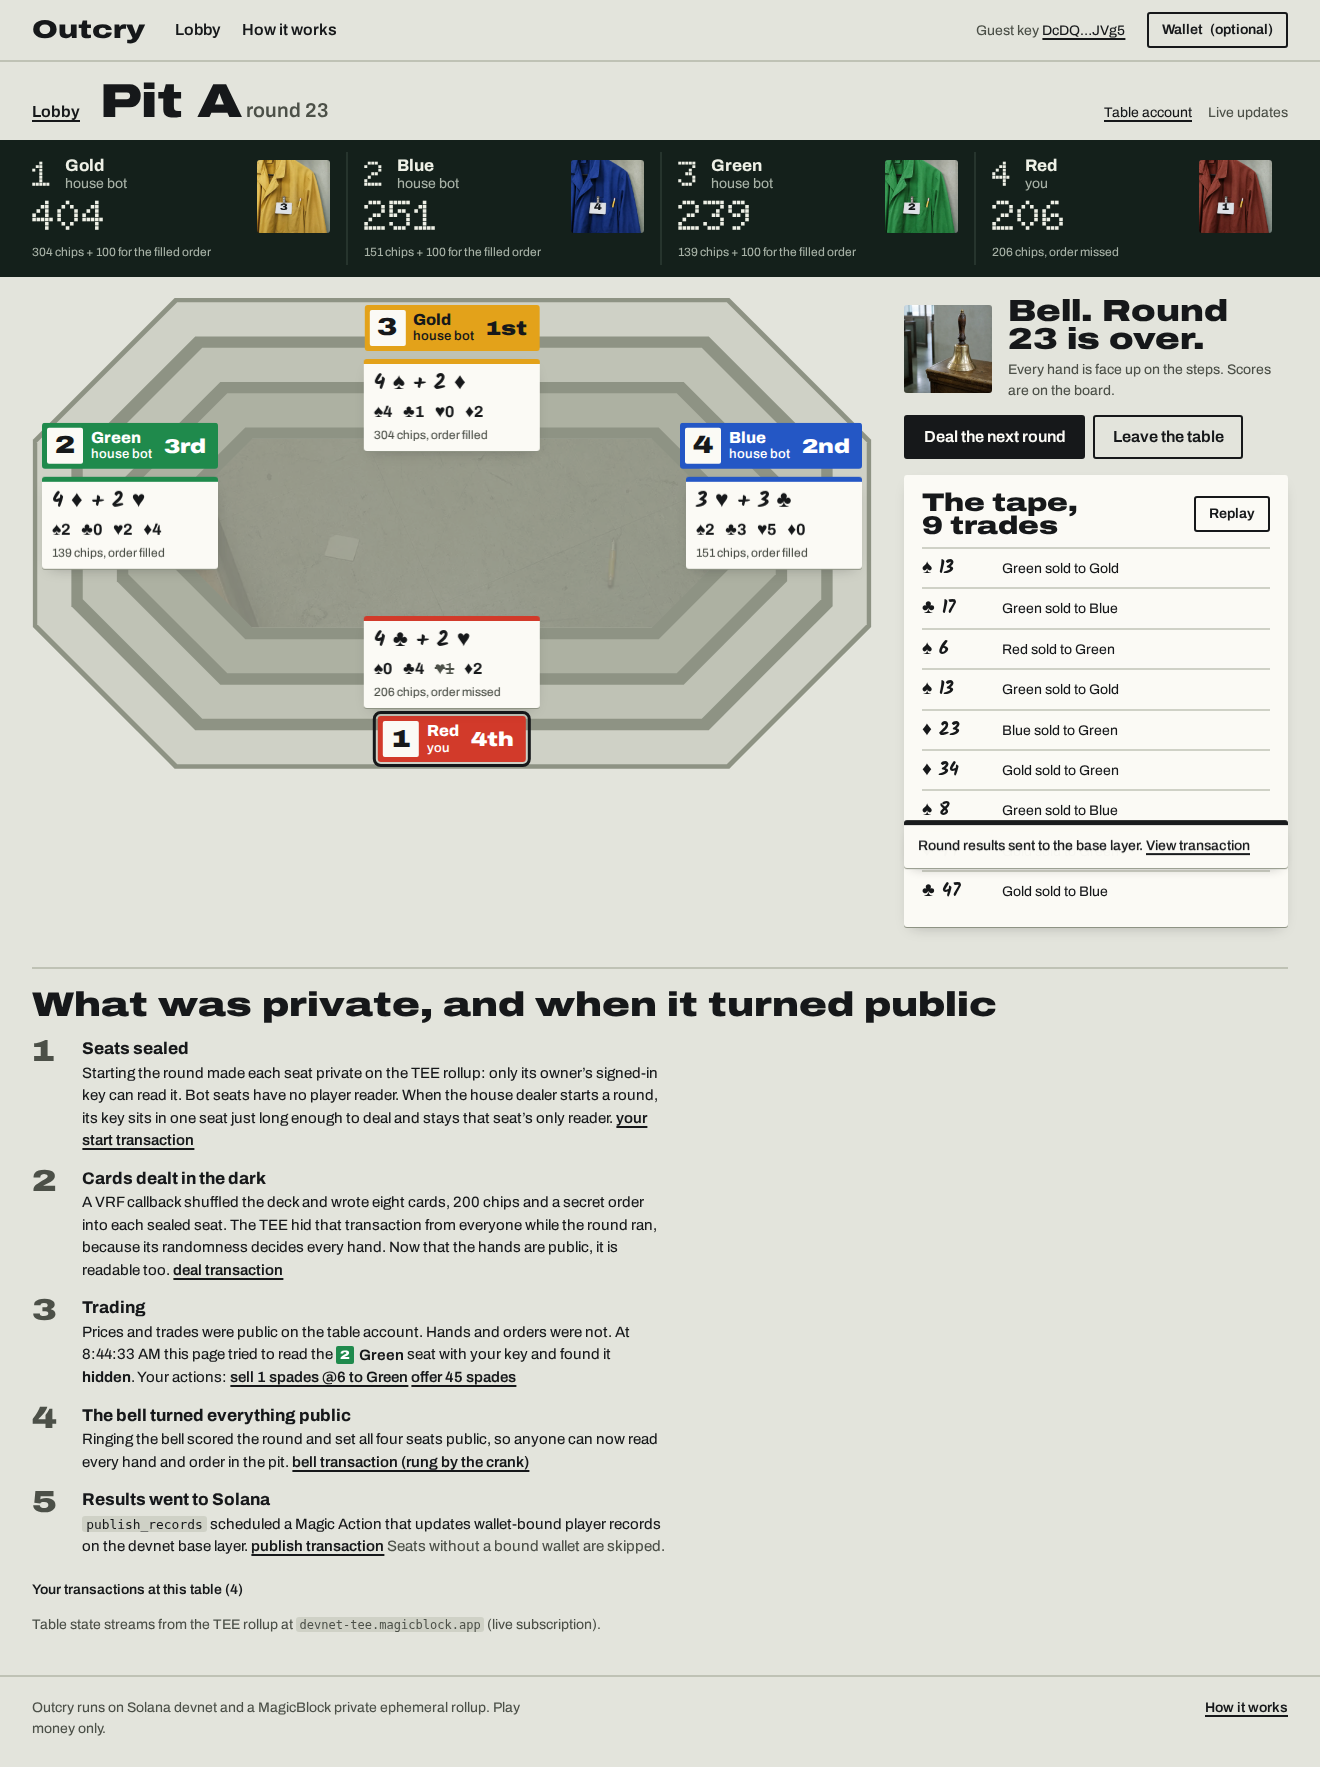 Outcry Lobby How it works Guest key DcDQ...JVg5 Wallet (optional)
Lobby Pit A round 23 Table account Live updates
1 Gold
house bot
404
3
304 chips + 100 for the filled order
2 Blue
house bot
251
4
151 chips + 100 for the filled order
3 Green
house bot
239
2
139 chips + 100 for the filled order
4 Red
you
206
1
206 chips, order missed
3 Gold
house bot 1st
4 ♠ + 2 ♦
♠4 ♣1 ♥0 ♦2
304 chips, order filled
2 Green
house bot 3rd
4 ♦ + 2 ♥
♠2 ♣0 ♥2 ♦4
139 chips, order filled
4 Blue
house bot 2nd
3 ♥ + 3 ♣
♠2 ♣3 ♥5 ♦0
151 chips, order filled
4 ♣ + 2 ♥
♠0 ♣4 ♥1 ♦2
206 chips, order missed
1 Red
you 4th
Bell. Round
23 is over.
Every hand is face up on the steps. Scores
are on the board.
Deal the next round Leave the table
The tape,
9 trades
Replay
♠ 13 Green sold to Gold
♣ 17 Green sold to Blue
♠ 6 Red sold to Green
♠ 13 Green sold to Gold
♦ 23 Blue sold to Green
♦ 34 Gold sold to Green
♠ 8 Green sold to Blue
Round results sent to the base layer. View transaction
♣ 47 Gold sold to Blue
What was private, and when it turned public
1 Seats sealed
Starting the round made each seat private on the TEE rollup: only its owner’s signed-in
key can read it. Bot seats have no player reader. When the house dealer starts a round,
its key sits in one seat just long enough to deal and stays that seat’s only reader. your
start transaction
2 Cards dealt in the dark
A VRF callback shuffled the deck and wrote eight cards, 200 chips and a secret order
into each sealed seat. The TEE hid that transaction from everyone while the round ran,
because its randomness decides every hand. Now that the hands are public, it is
readable too. deal transaction
3 Trading
Prices and trades were public on the table account. Hands and orders were not. At
8:44:33 AM this page tried to read the 2 Green seat with your key and found it
hidden. Your actions: sell 1 spades @6 to Green offer 45 spades
4 The bell turned everything public
Ringing the bell scored the round and set all four seats public, so anyone can now read
every hand and order in the pit. bell transaction (rung by the crank)
5 Results went to Solana
publish_records scheduled a Magic Action that updates wallet-bound player records
on the devnet base layer. publish transaction Seats without a bound wallet are skipped.
Your transactions at this table (4)
Table state streams from the TEE rollup at devnet-tee.magicblock.app (live subscription).
Outcry runs on Solana devnet and a MagicBlock private ephemeral rollup. Play
money only.
How it works